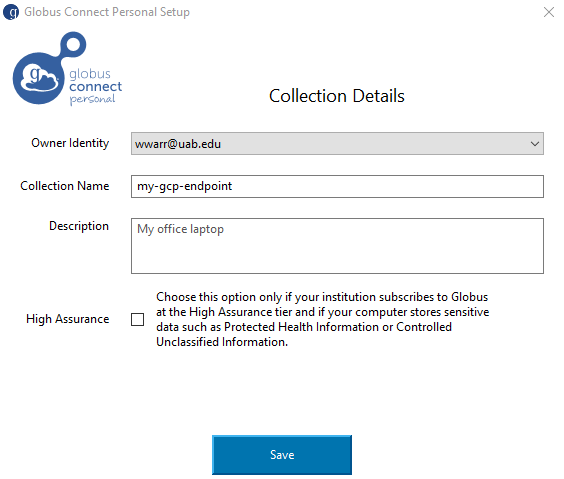 Globus Connect Personal Setup
g
globus
connect
personal
Collection Details
Owner Identity
wwarr@uab.edu
Collection Name
my-gcp-endpoint
Description
My office laptop
High Assurance
Choose this option only if your institution subscribes to Globus
at the High Assurance tier and if your computer stores sensitive
data such as Protected Health Information or Controlled
Unclassified Information.
Save